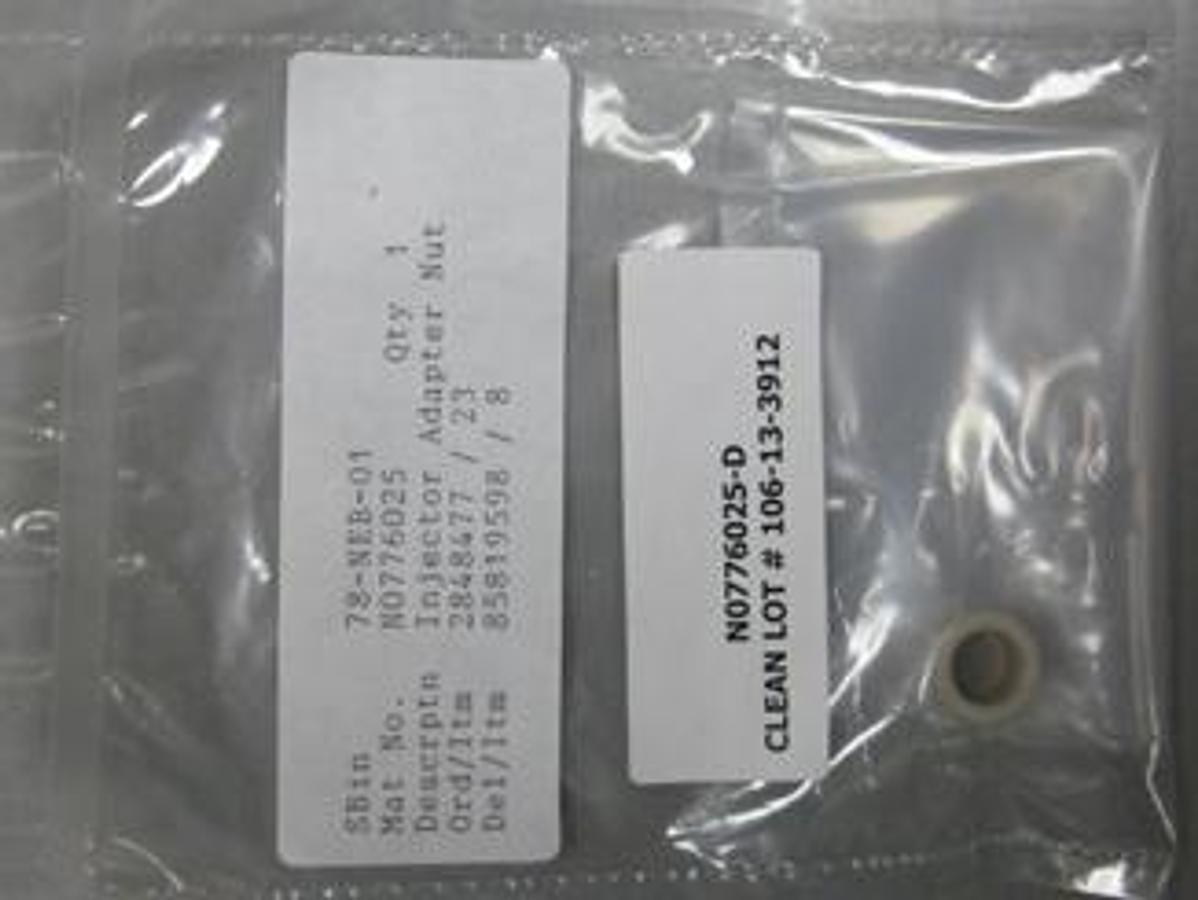 SBin 78-NEB-01
Mat No. N0776025 Qty 1
Descrptn Injector Adapter Nut
Ord/Itm 2848477 / 23
Del/Itm 85819598 / 8
N0776025-D
CLEAN LOT # 106-13-3912